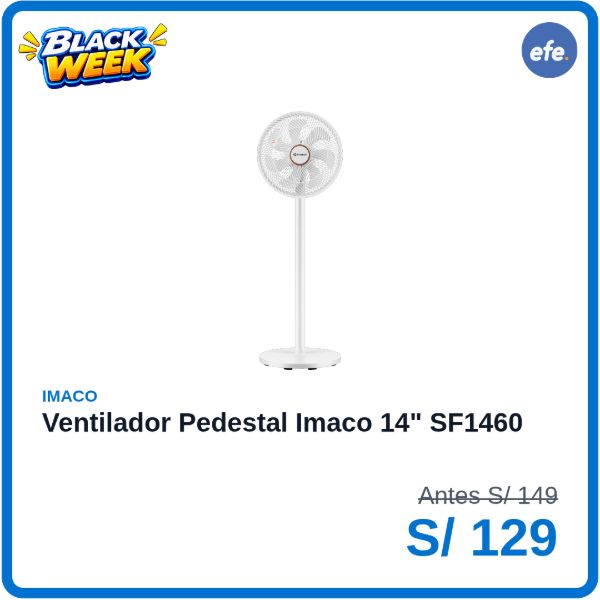 BLACK
WEEK
efe.
IMACO
Ventilador Pedestal Imaco 14" SF1460
Antes S/ 149
S/ 129